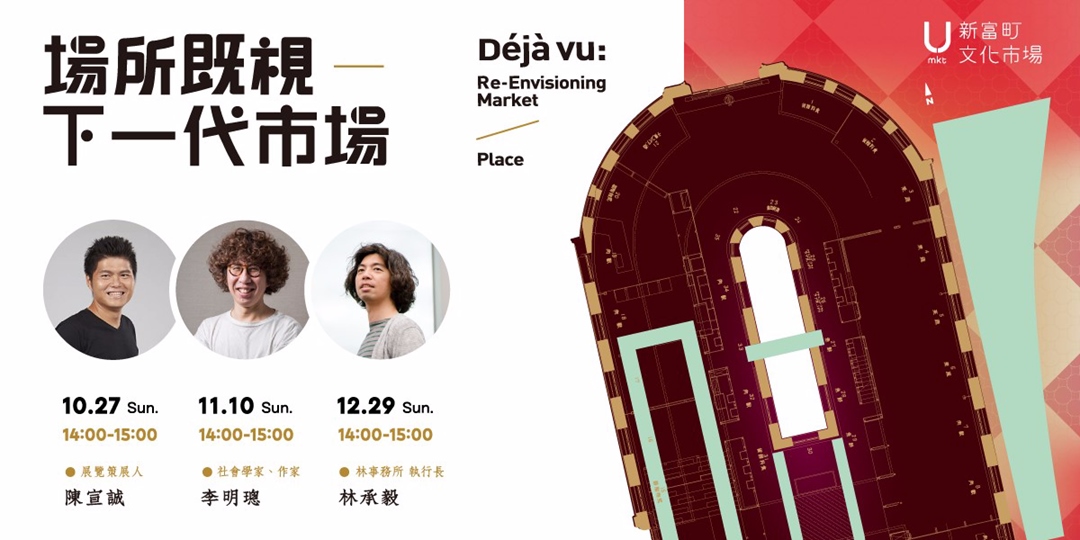 場所既視 —
下一代市場
Déjà vu:
Re-Envisioning
Market
Place
U
mkt
新富町
文化市場
N
10.27 Sun.
14:00-15:00
● 展覽策展人
陳宣誠
11.10 Sun.
14:00-15:00
● 社會學家、作家
李明璁
12.29 Sun.
14:00-15:00
● 林事務所 執行長
林承毅